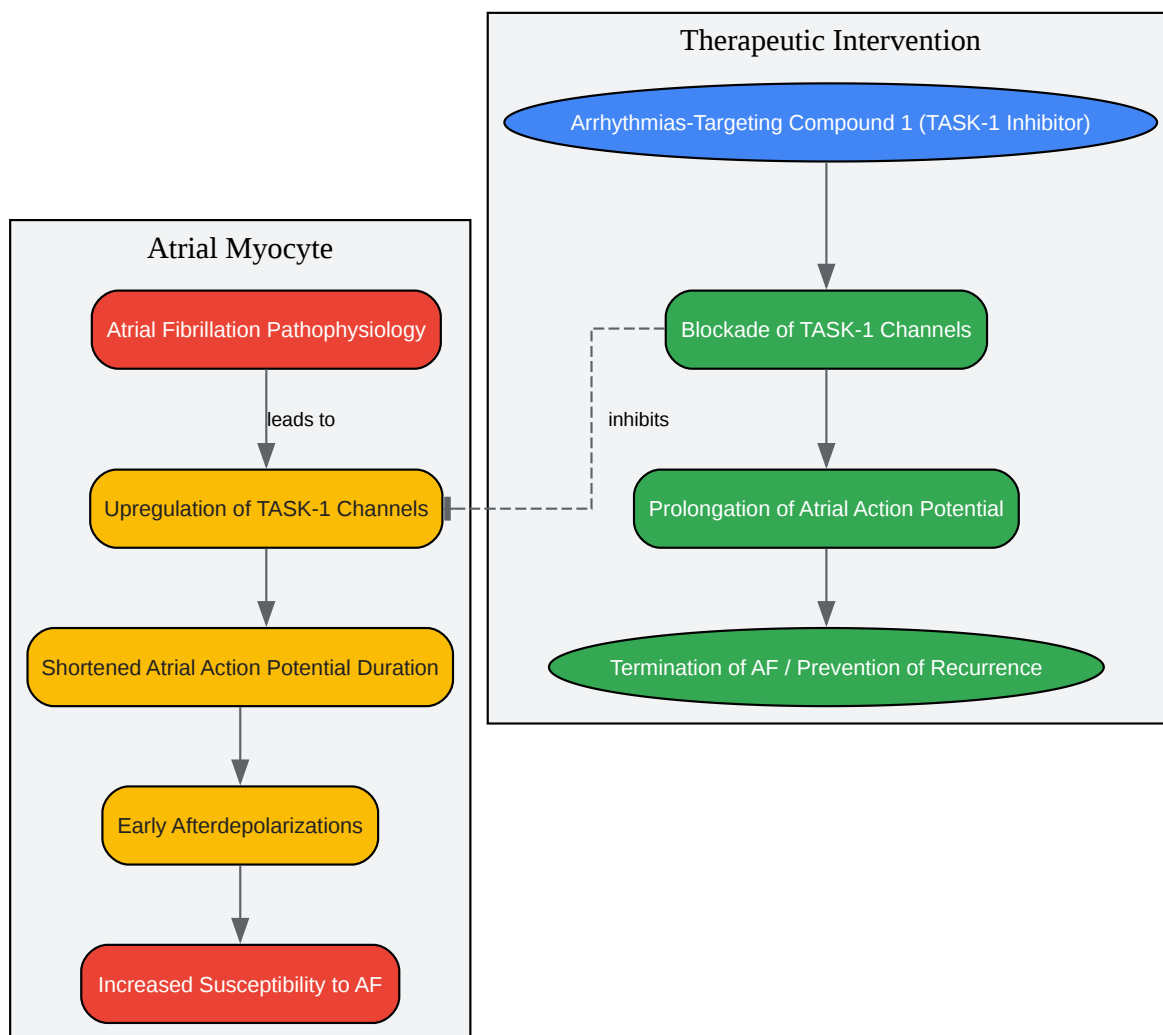 Therapeutic Intervention
Arrhythmias-Targeting Compound 1 (TASK-1 Inhibitor)
Blockade of TASK-1 Channels
inhibits
Prolongation of Atrial Action Potential
Termination of AF / Prevention of Recurrence
Atrial Myocyte
Atrial Fibrillation Pathophysiology
leads to
Upregulation of TASK-1 Channels
Shortened Atrial Action Potential Duration
Early Afterdepolarizations
Increased Susceptibility to AF